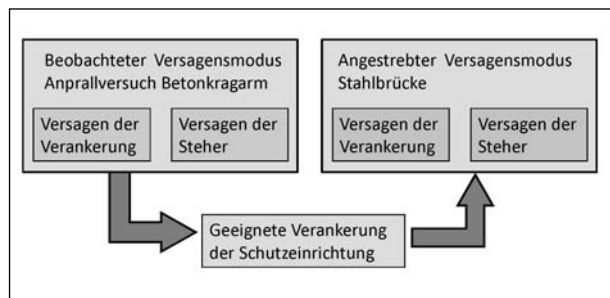 Beobachteter Versagensmodus
Anprallversuch Betonkragarm
Versagen der
Verankerung
Versagen der
Steher
Angestrebter Versagensmodus
Stahlbrücke
Versagen der
Verankerung
Versagen der
Steher
Geeignete Verankerung
der Schutzeinrichtung